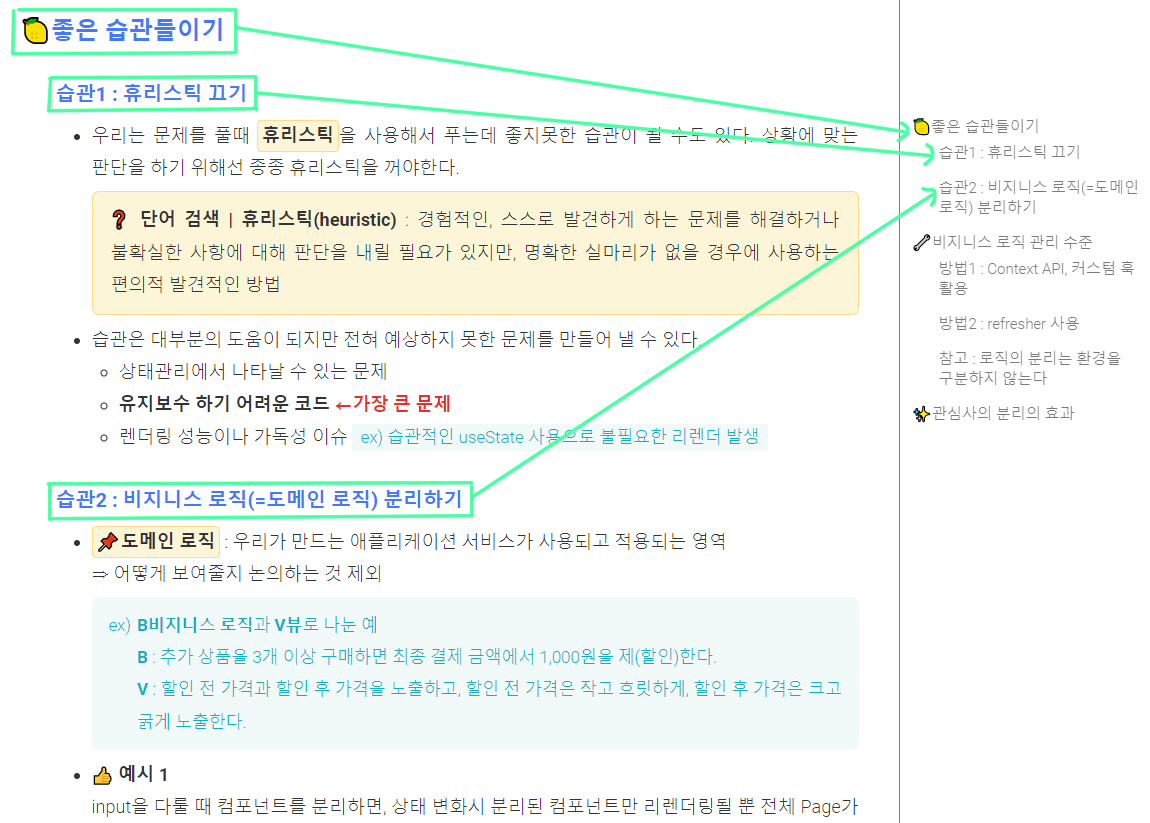 🍋좋은 습관들이기
습관1 : 휴리스틱 끄기
우리는 문제를 풀때 휴리스틱을 사용해서 푸는데 좋지못한 습관이 될 수도 있다. 상황에 맞는
판단을 하기 위해선 종종 휴리스틱을 꺼야한다.
❓ 단어 검색 | 휴리스틱(heuristic) : 경험적인, 스스로 발견하게 하는 문제를 해결하거나
불확실한 사항에 대해 판단을 내릴 필요가 있지만, 명확한 실마리가 없을 경우에 사용하는
편의적 발견적인 방법
습관은 대부분의 도움이 되지만 전혀 예상하지 못한 문제를 만들어 낼 수 있다.
상태관리에서 나타날 수 있는 문제
유지보수 하기 어려운 코드 ←가장 큰 문제
렌더링 성능이나 가독성 이슈 ex) 습관적인 useState 사용으로 불필요한 리렌더 발생
습관2 : 비지니스 로직(=도메인 로직) 분리하기
📌도메인 로직 : 우리가 만드는 애플리케이션 서비스가 사용되고 적용되는 영역
⇒ 어떻게 보여줄지 논의하는 것 제외
ex) B비지니스 로직과 V뷰로 나눈 예
B : 추가 상품을 3개 이상 구매하면 최종 결제 금액에서 1,000원을 제(할인)한다.
V : 할인 전 가격과 할인 후 가격을 노출하고, 할인 전 가격은 작고 흐릿하게, 할인 후 가격은 크고
굵게 노출한다.
👍 예시 1
input을 다룰 때 컴포넌트를 분리하면, 상태 변화시 분리된 컴포넌트만 리렌더링될 뿐 전체 Page가
🍋좋은 습관들이기
습관1 : 휴리스틱 끄기
습관2 : 비지니스 로직(=도메인
로직) 분리하기
🦴비지니스 로직 관리 수준
방법1 : Context API, 커스텀 훅
활용
방법2 : refresher 사용
참고 : 로직의 분리는 환경을
구분하지 않는다
✨관심사의 분리의 효과